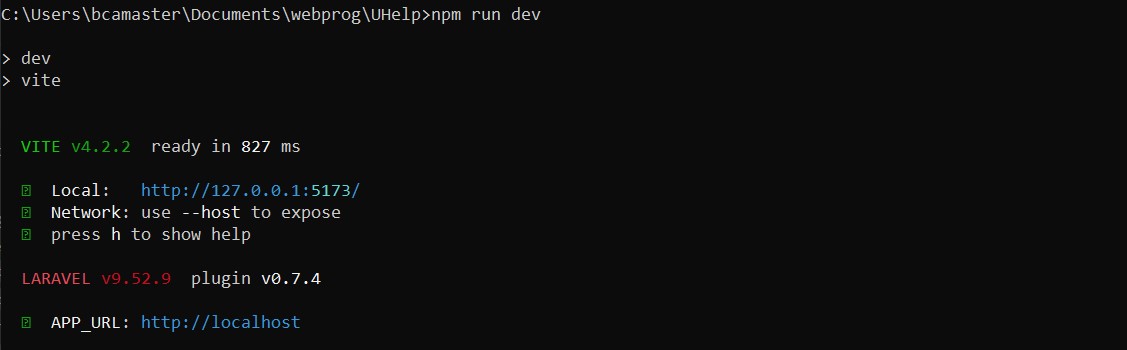 C:\Users\bcamaster\Documents\webprog\UHelp>npm run dev
> dev
> vite
VITE v4.2.2 ready in 827 ms
Local: http://127.0.0.1:5173/
Network: use --host to expose
press h to show help
LARAVEL v9.52.9 plugin v0.7.4
APP_URL: http://localhost